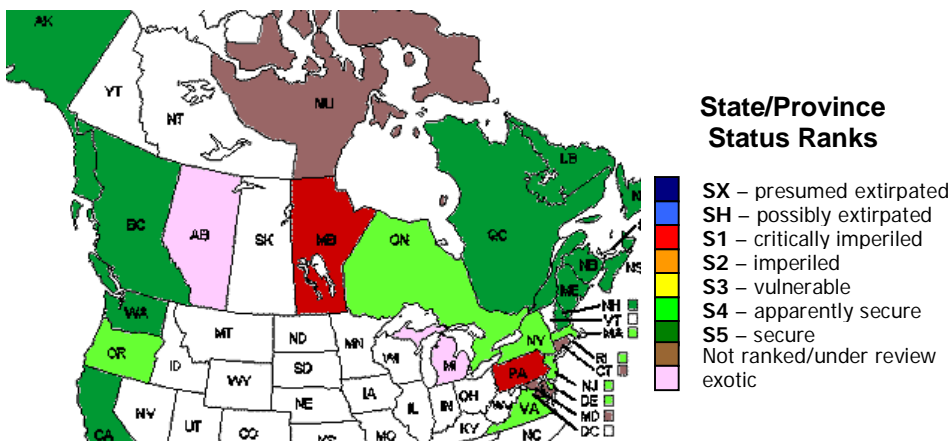 AK
YT
NT
NU
BC
AB
SK
MB
ON
QC
LB
NB
NS
ME
WA
OR
CA
MT
ID
WY
NV
UT
CO
ND
SD
NE
MN
IA
WI
IL
MI
IN
OH
KY
PA
NY
VA
NC
NH
VT
MA
RI
CT
NJ
DE
MD
DC
State/Province
Status Ranks
SX – presumed extirpated
SH – possibly extirpated
S1 – critically imperiled
S2 – imperiled
S3 – vulnerable
S4 – apparently secure
S5 – secure
Not ranked/under review
exotic